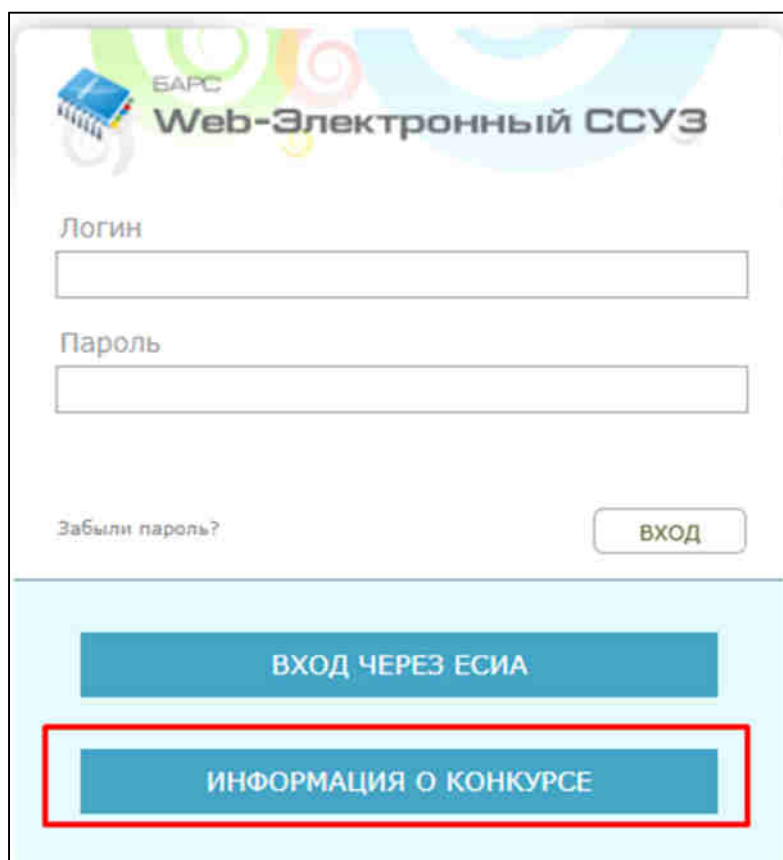 БАРС
Web-Электронный ССУЗ
Логин
Пароль
Забыли пароль?
ВХОД
ВХОД ЧЕРЕЗ ЕСИА
ИНФОРМАЦИЯ О КОНКУРСЕ